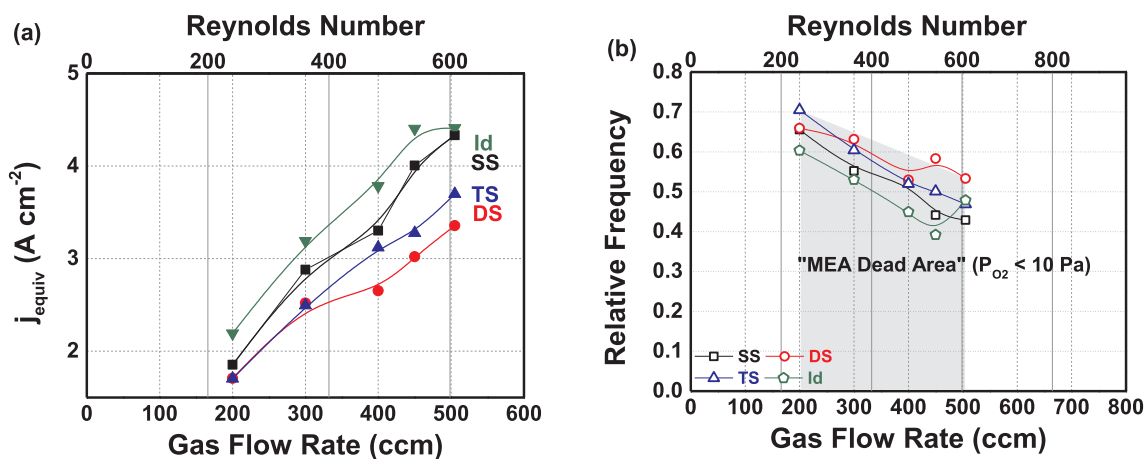 (a)
Reynolds Number
0 200 400 600
5
4
3
2
j_equiv (A cm⁻²)
Id
SS
TS
DS
0 100 200 300 400 500 600
Gas Flow Rate (ccm)
(b)
Reynolds Number
0 200 400 600 800
0.8
0.7
0.6
0.5
0.4
0.3
0.2
0.1
0.0
Relative Frequency
"MEA Dead Area" (P_O2 < 10 Pa)
SS DS
TS Id
0 100 200 300 400 500 600 700 800
Gas Flow Rate (ccm)